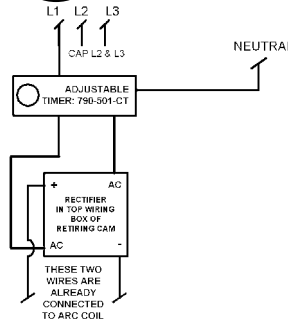 L1 L2 L3
CAP L2 & L3
NEUTRA
ADJUSTABLE
TIMER: 790-501-CT
+ AC
RECTIFIER
IN TOP WIRING
BOX OF
RETIRING CAM
AC -
THESE TWO
WIRES ARE
ALREADY
CONNECTED
TO ARC COIL